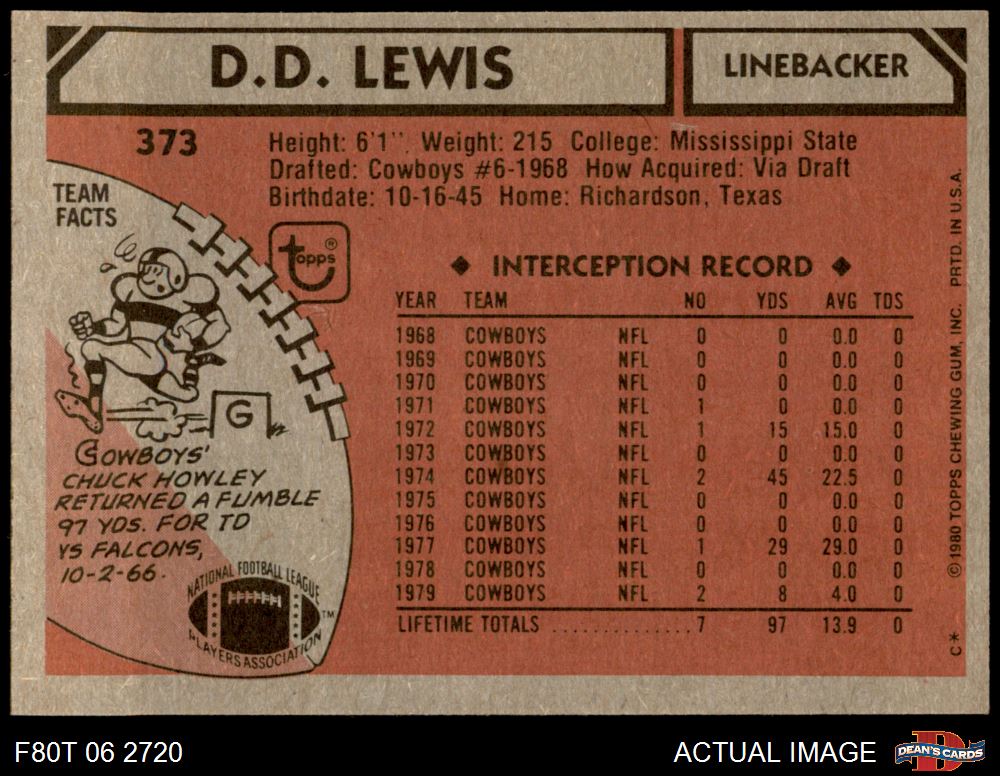 D.D. LEWIS
LINEBACKER
373
Height: 6'1". Weight: 215 College: Mississippi State
Drafted: Cowboys #6-1968 How Acquired: Via Draft
Birthdate: 10-16-45 Home: Richardson, Texas
TEAM
FACTS
topps®
◆ INTERCEPTION RECORD ◆
YEAR TEAM NO YDS AVG TDS
1968 COWBOYS NFL 0 0 0.0 0
1969 COWBOYS NFL 0 0 0.0 0
1970 COWBOYS NFL 0 0 0.0 0
1971 COWBOYS NFL 1 0 0.0 0
1972 COWBOYS NFL 1 15 15.0 0
1973 COWBOYS NFL 0 0 0.0 0
1974 COWBOYS NFL 2 45 22.5 0
1975 COWBOYS NFL 0 0 0.0 0
1976 COWBOYS NFL 0 0 0.0 0
1977 COWBOYS NFL 1 29 29.0 0
1978 COWBOYS NFL 0 0 0.0 0
1979 COWBOYS NFL 2 8 4.0 0
LIFETIME TOTALS ..............7 97 13.9 0
G
COWBOYS'
CHUCK HOWLEY
RETURNED A FUMBLE
97 YDS. FOR TD
VS FALCONS,
10-2-66.
NATIONAL FOOTBALL LEAGUE
PLAYERS ASSOCIATION
™
C* ©1980 TOPPS CHEWING GUM, INC. PRTD. IN U.S.A.
F80T 06 2720
ACTUAL IMAGE
D
DEAN'S CARDS